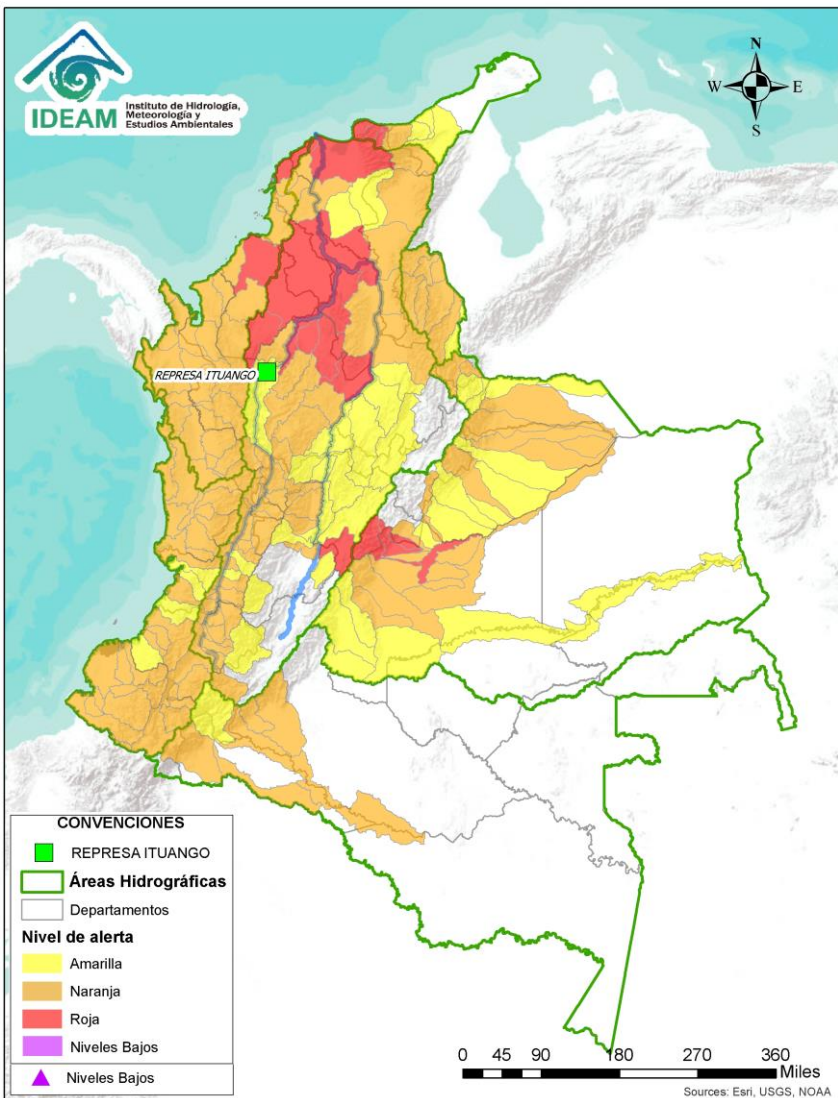 IDEAM
Instituto de Hidrología,
Meteorología y
Estudios Ambientales
N
W
E
S
REPRESA ITUANGO
CONVENCIONES
REPRESA ITUANGO
Áreas Hidrográficas
Departamentos
Nivel de alerta
Amarilla
Naranja
Roja
Niveles Bajos
Niveles Bajos
0 45 90 180 270 360
Miles
Sources: Esri, USGS, NOAA